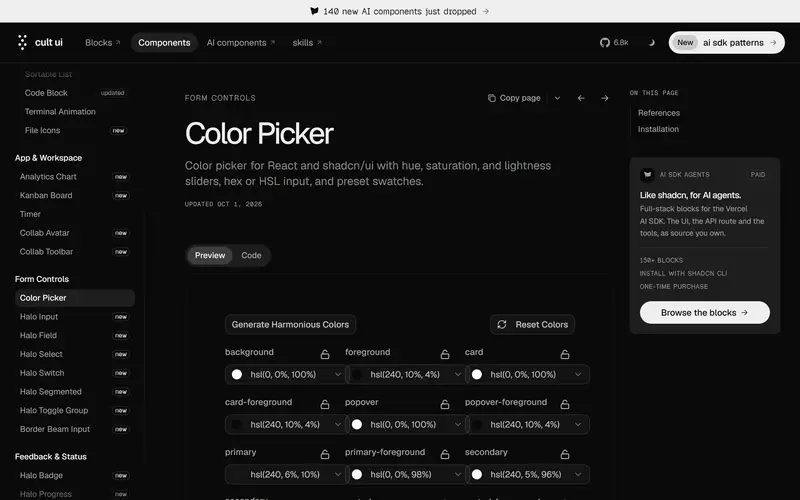 140 new AI components just dropped →
cult ui
Blocks ↗
Components
AI components ↗
skills ↗
6.8k
New
ai sdk patterns →
Sortable List
Code Block
updated
Terminal Animation
File Icons
new
App & Workspace
Analytics Chart
new
Kanban Board
new
Timer
Collab Avatar
new
Collab Toolbar
new
Form Controls
Color Picker
Halo Input
new
Halo Field
new
Halo Select
new
Halo Switch
new
Halo Segmented
new
Halo Toggle Group
new
Border Beam Input
new
Feedback & Status
Halo Badge
new
Halo Progress
new
FORM CONTROLS
Copy page
Color Picker
Color picker for React and shadcn/ui with hue, saturation, and lightness
sliders, hex or HSL input, and preset swatches.
UPDATED OCT 1, 2026
Preview
Code
Generate Harmonious Colors
Reset Colors
background
foreground
card
hsl(0, 0%, 100%)
hsl(240, 10%, 4%)
hsl(0, 0%, 100%)
card-foreground
popover
popover-foreground
hsl(240, 10%, 4%)
hsl(0, 0%, 100%)
hsl(240, 10%, 4%)
primary
primary-foreground
secondary
hsl(240, 6%, 10%)
hsl(0, 0%, 98%)
hsl(240, 5%, 96%)
ON THIS PAGE
References
Installation
AI SDK AGENTS
PAID
Like shadcn, for AI agents.
Full-stack blocks for the Vercel
AI SDK. The UI, the API route and the
tools, as source you own.
150+ BLOCKS
INSTALL WITH SHADCN CLI
ONE-TIME PURCHASE
Browse the blocks →